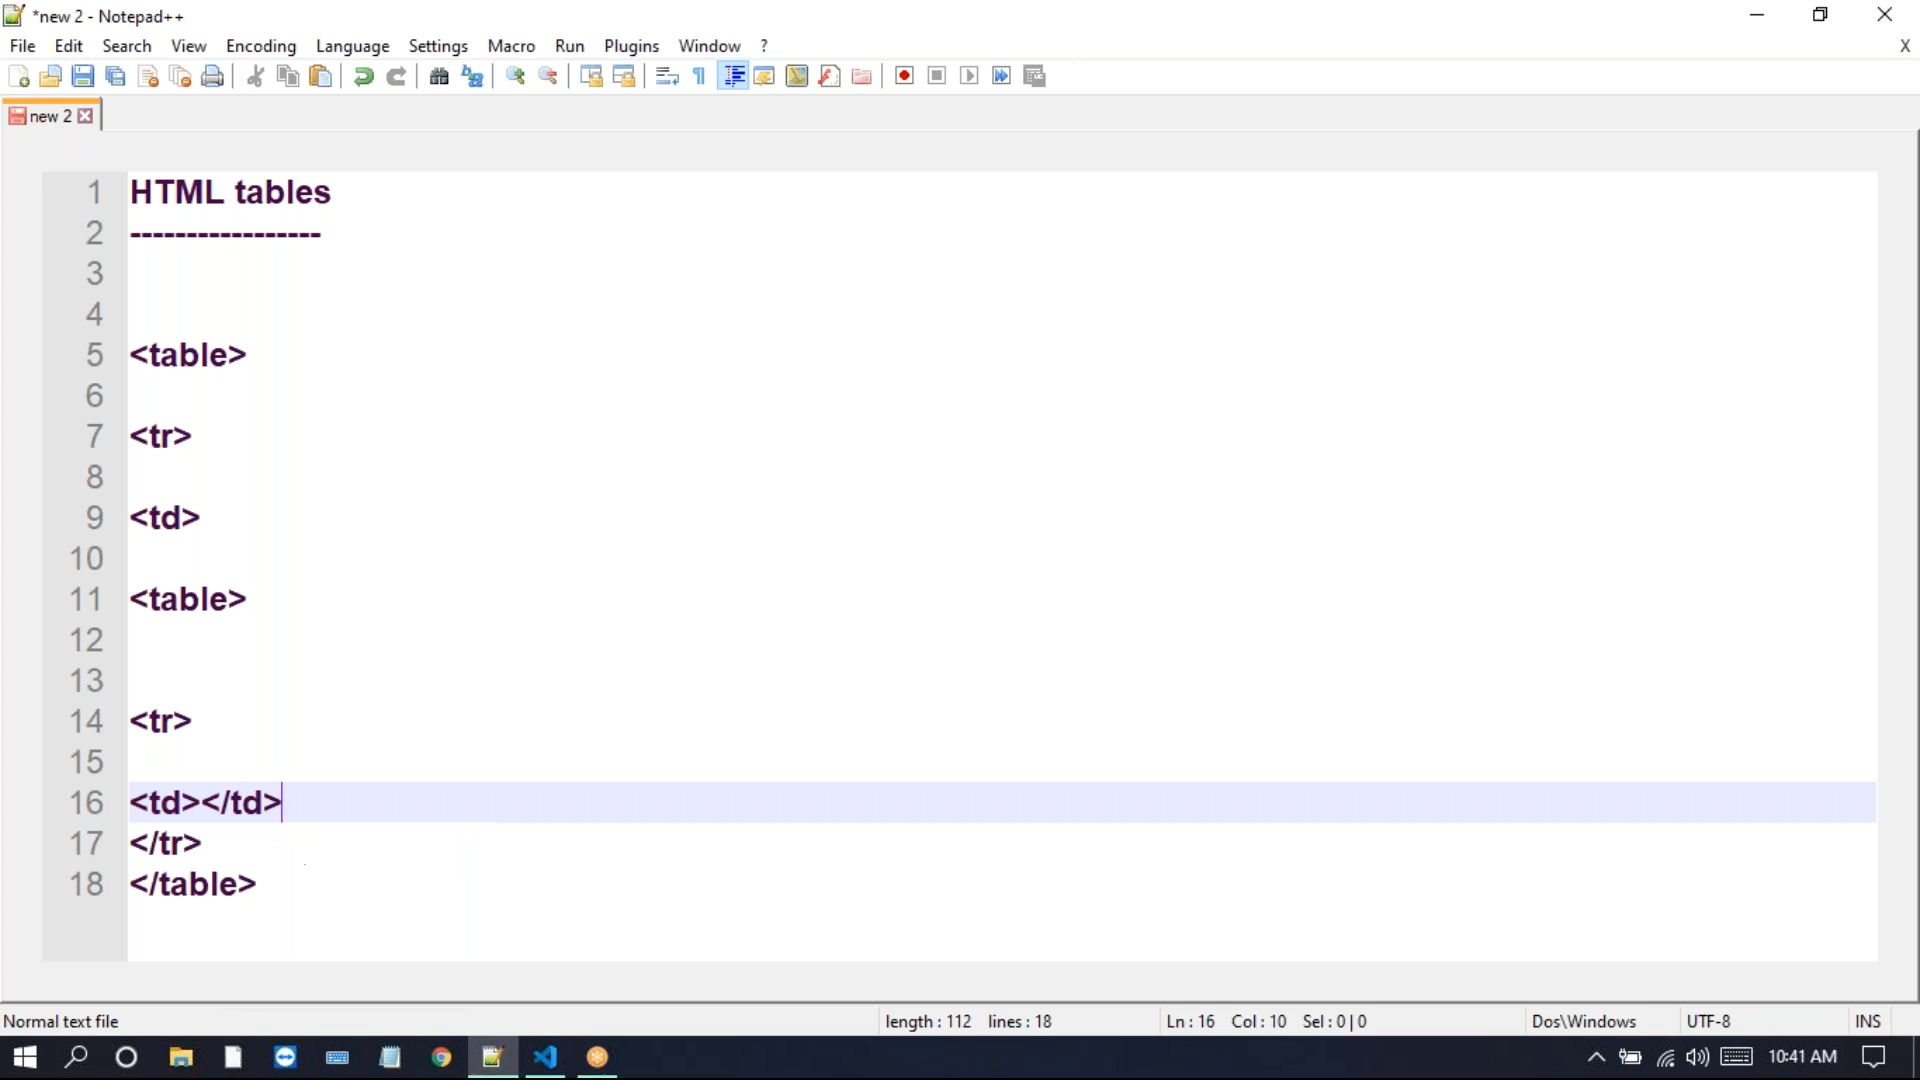 *new 2 - Notepad++
File Edit Search View Encoding Language Settings Macro Run Plugins Window ? X
new 2
1 HTML tables
2 -----------------
3
4
5 <table>
6
7 <tr>
8
9 <td>
10
11 <table>
12
13
14 <tr>
15
16 <td></td>
17 </tr>
18 </table>
Normal text file length : 112 lines : 18 Ln : 16 Col : 10 Sel : 0 | 0 Dos\Windows UTF-8 INS
10:41 AM